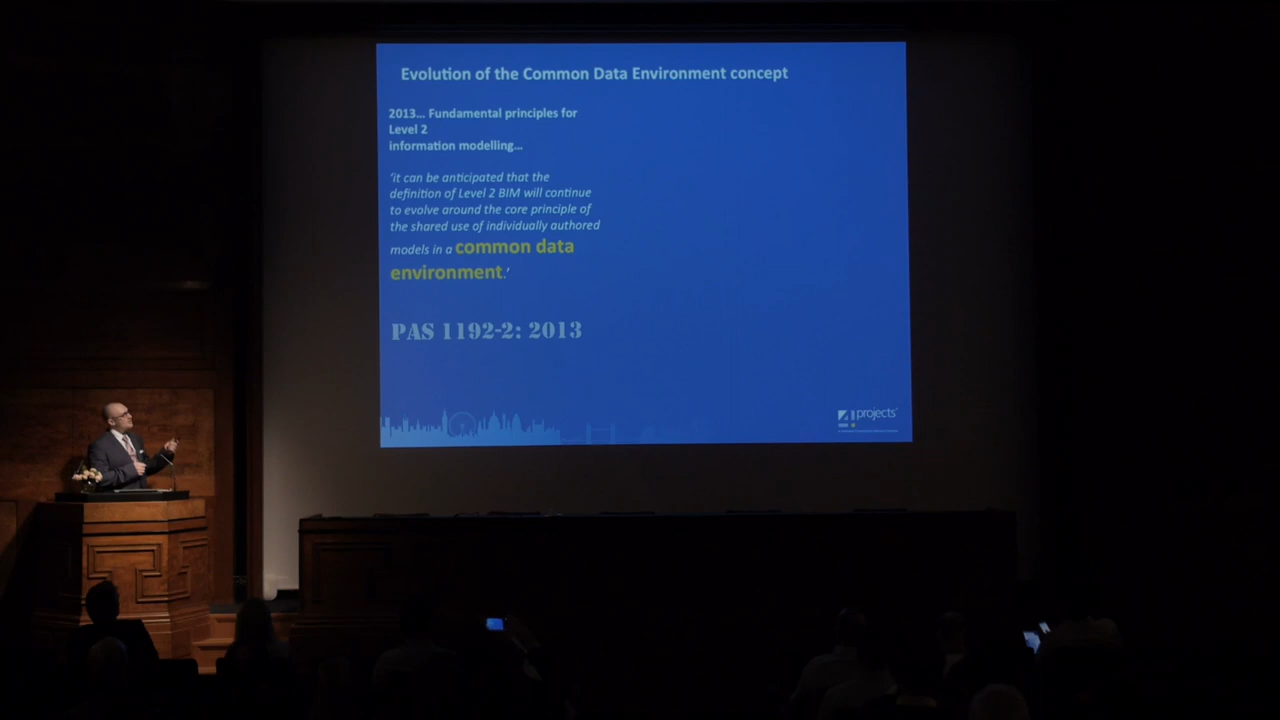 Evolution of the Common Data Environment concept
2013... Fundamental principles for
Level 2
information modelling...
'it can be anticipated that the
definition of Level 2 BIM will continue
to evolve around the core principle of
the shared use of individually authored
models in a common data
environment.'
PAS 1192-2: 2013
4projects